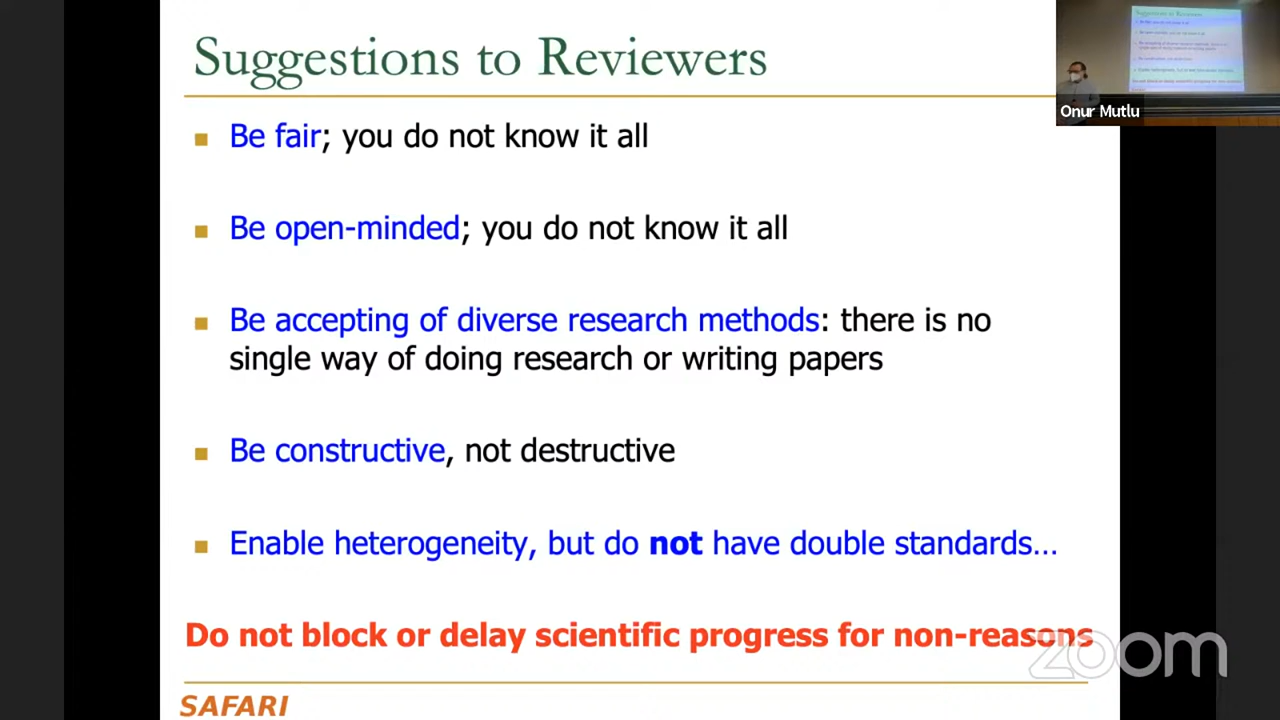 Suggestions to Reviewers
Be fair; you do not know it all
Be open-minded; you do not know it all
Be accepting of diverse research methods: there is no
single way of doing research or writing papers
Be constructive, not destructive
Enable heterogeneity, but do not have double standards…
Do not block or delay scientific progress for non-reasons
SAFARI
Onur Mutlu
zoom